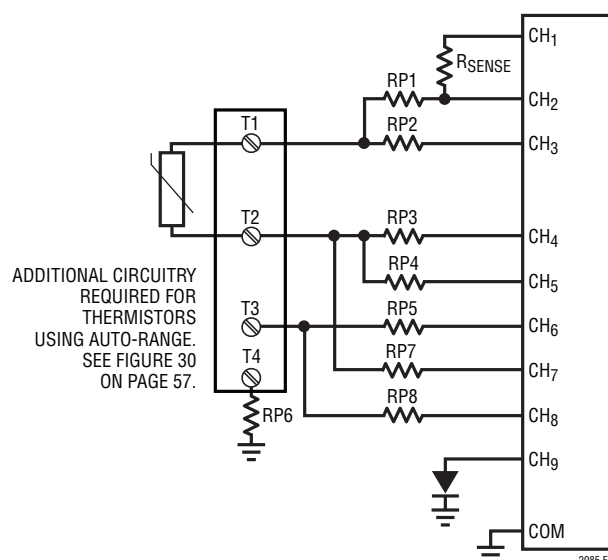 CH1
RSENSE
RP1
CH2
T1
RP2
CH3
T2
RP3
CH4
RP4
CH5
ADDITIONAL CIRCUITRY
REQUIRED FOR
THERMISTORS
USING AUTO-RANGE.
SEE FIGURE 30
ON PAGE 57.
T3
RP5
CH6
T4
RP7
CH7
RP6
RP8
CH8
CH9
COM